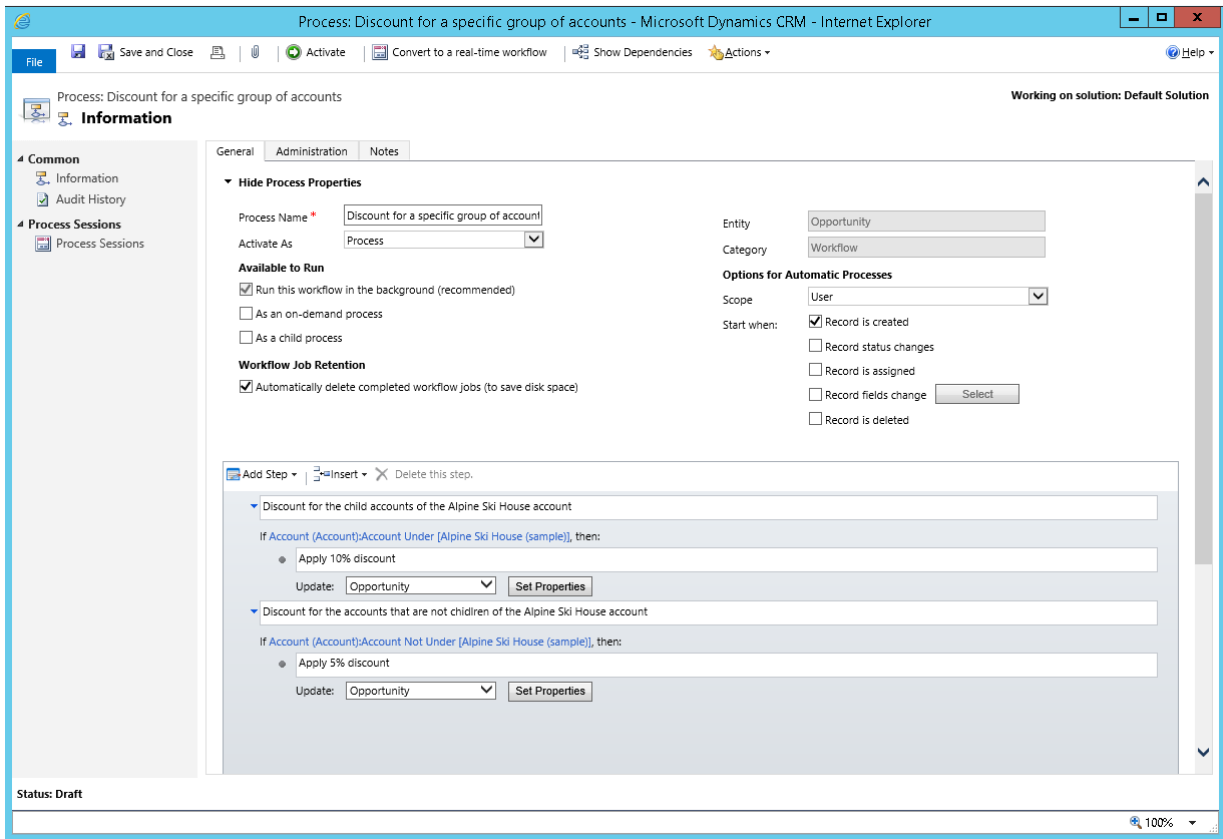 Process: Discount for a specific group of accounts - Microsoft Dynamics CRM - Internet Explorer
File Save and Close Activate Convert to a real-time workflow Show Dependencies Actions Help
Process: Discount for a specific group of accounts
Working on solution: Default Solution
Information
Common
Information
Audit History
Process Sessions
Process Sessions
General Administration Notes
Hide Process Properties
Process Name * Discount for a specific group of account
Activate As Process
Available to Run
Run this workflow in the background (recommended)
As an on-demand process
As a child process
Workflow Job Retention
Automatically delete completed workflow jobs (to save disk space)
Entity Opportunity
Category Workflow
Options for Automatic Processes
Scope User
Start when: Record is created
Record status changes
Record is assigned
Record fields change Select
Record is deleted
Add Step Insert Delete this step.
Discount for the child accounts of the Alpine Ski House account
If Account (Account):Account Under [Alpine Ski House (sample)], then:
Apply 10% discount
Update: Opportunity Set Properties
Discount for the accounts that are not chidlren of the Alpine Ski House account
If Account (Account):Account Not Under [Alpine Ski House (sample)], then:
Apply 5% discount
Update: Opportunity Set Properties
Status: Draft
100%